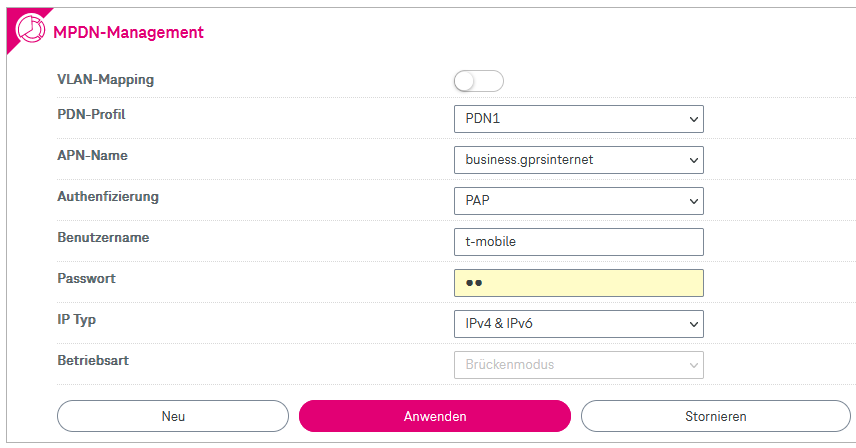 MPDN-Management
VLAN-Mapping
PDN-Profil PDN1
APN-Name business.gprsinternet
Authenfizierung PAP
Benutzername t-mobile
Passwort ●●
IP Typ IPv4 & IPv6
Betriebsart Brückenmodus
Neu Anwenden Stornieren